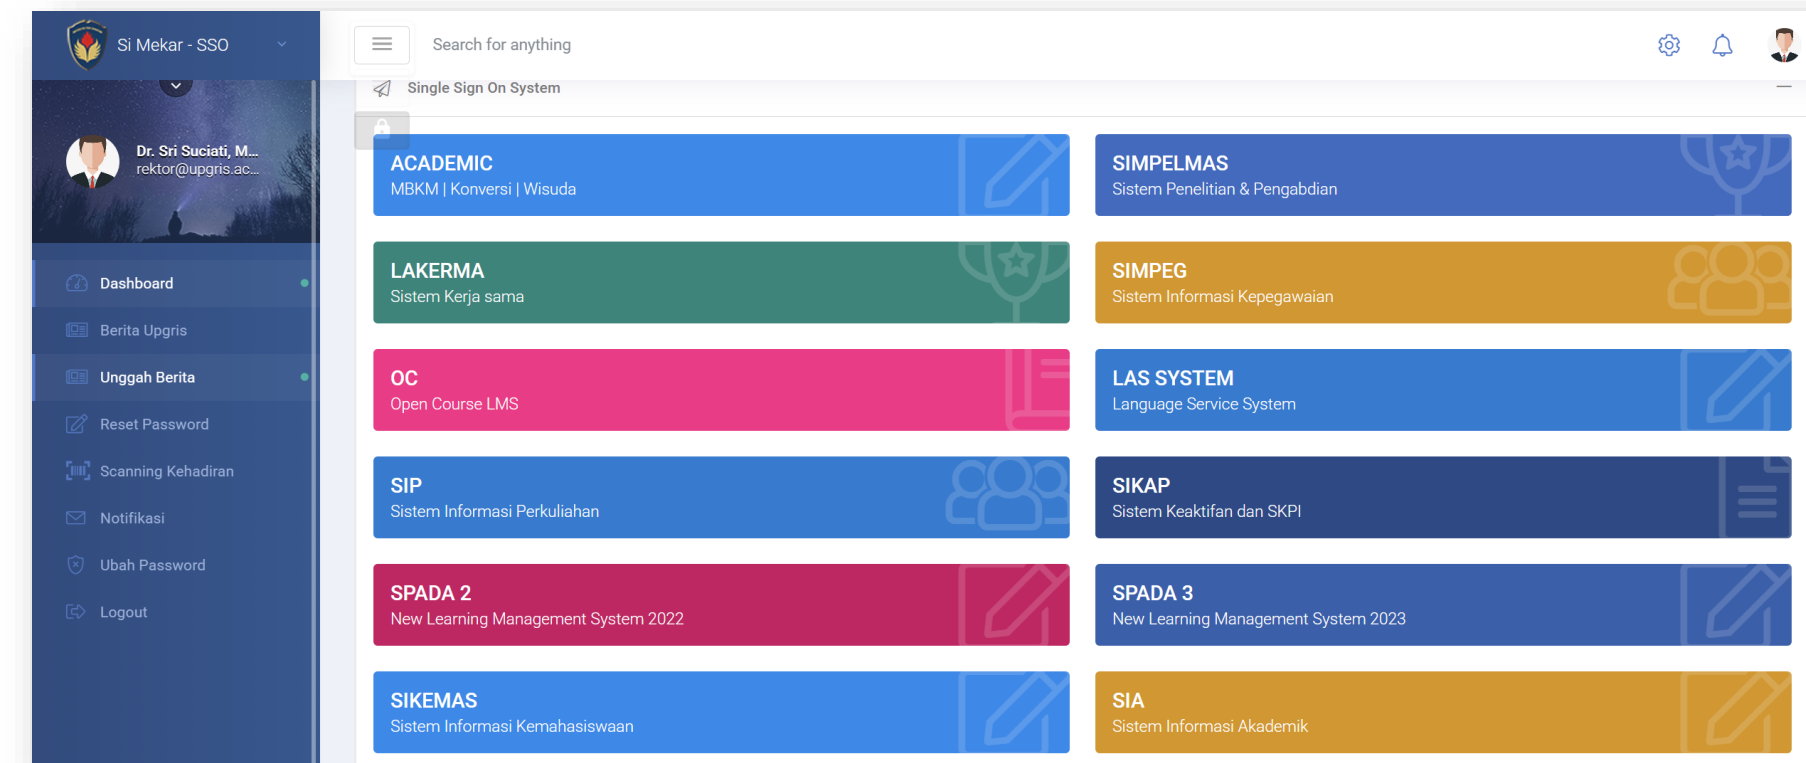 Si Mekar - SSO
Search for anything
Dr. Sri Suciati, M...
rektor@upgris.ac...
Dashboard
Berita Upgris
Unggah Berita
Reset Password
Scanning Kehadiran
Notifikasi
Ubah Password
Logout
Single Sign On System
ACADEMIC
MBKM | Konversi | Wisuda
SIMPELMAS
Sistem Penelitian & Pengabdian
LAKERMA
Sistem Kerja sama
SIMPEG
Sistem Informasi Kepegawaian
OC
Open Course LMS
LAS SYSTEM
Language Service System
SIP
Sistem Informasi Perkuliahan
SIKAP
Sistem Keaktifan dan SKPI
SPADA 2
New Learning Management System 2022
SPADA 3
New Learning Management System 2023
SIKEMAS
Sistem Informasi Kemahasiswaan
SIA
Sistem Informasi Akademik